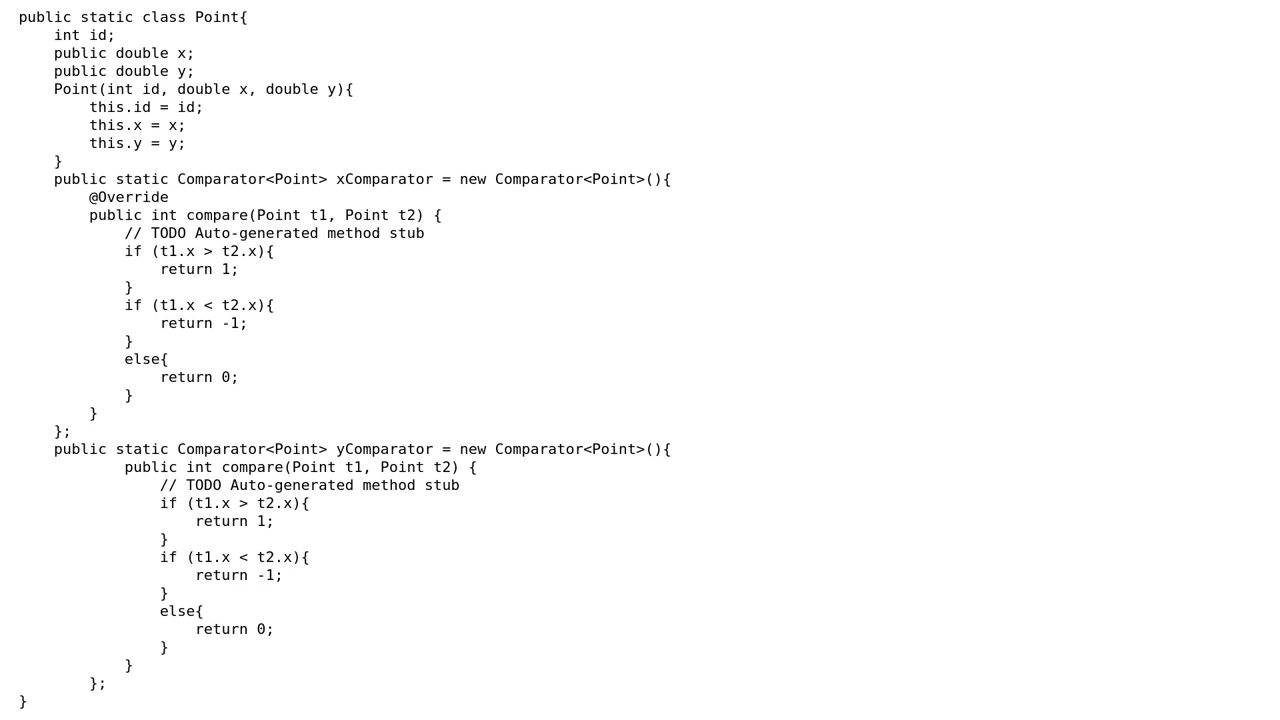 public static class Point{
    int id;
    public double x;
    public double y;
    Point(int id, double x, double y){
        this.id = id;
        this.x = x;
        this.y = y;
    }
    public static Comparator<Point> xComparator = new Comparator<Point>(){
        @Override
        public int compare(Point t1, Point t2) {
            // TODO Auto-generated method stub
            if (t1.x > t2.x){
                return 1;
            }
            if (t1.x < t2.x){
                return -1;
            }
            else{
                return 0;
            }
        }
    };
    public static Comparator<Point> yComparator = new Comparator<Point>(){
            public int compare(Point t1, Point t2) {
                // TODO Auto-generated method stub
                if (t1.x > t2.x){
                    return 1;
                }
                if (t1.x < t2.x){
                    return -1;
                }
                else{
                    return 0;
                }
            }
        };
}